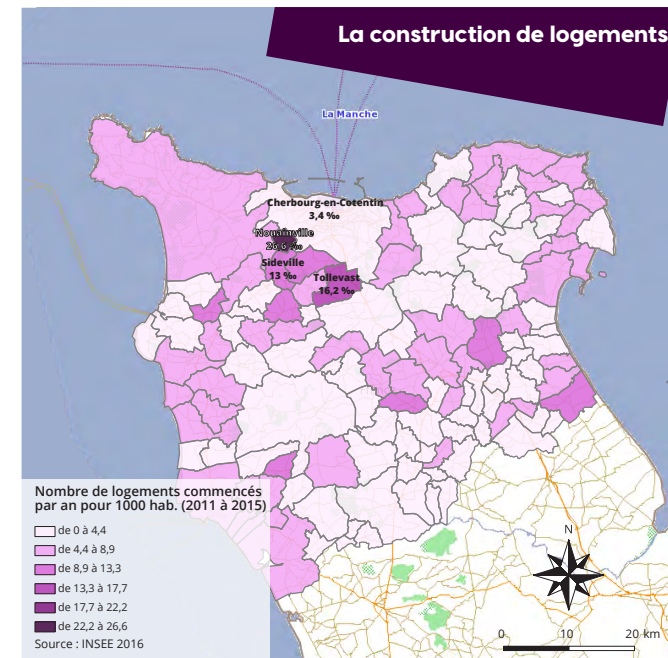 La construction de logements
La Manche
Cherbourg-en-Cotentin
3,4 ‰
Nouainville
26,6 ‰
Sideville
13 ‰
Tollevast
16,2 ‰
Nombre de logements commencés
par an pour 1000 hab. (2011 à 2015)
de 0 à 4,4
de 4,4 à 8,9
de 8,9 à 13,3
de 13,3 à 17,7
de 17,7 à 22,2
de 22,2 à 26,6
Source : INSEE 2016
N
0 10 20 km